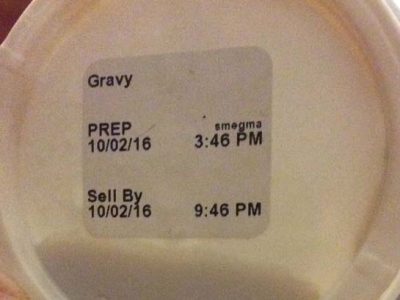 Gravy
PREP smegma
10/02/16 3:46 PM
Sell By
10/02/16 9:46 PM